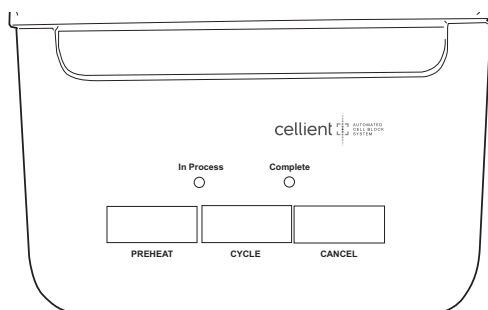 cellient AUTOMATED
CELL BLOCK
SYSTEM
In Process Complete
PREHEAT CYCLE CANCEL